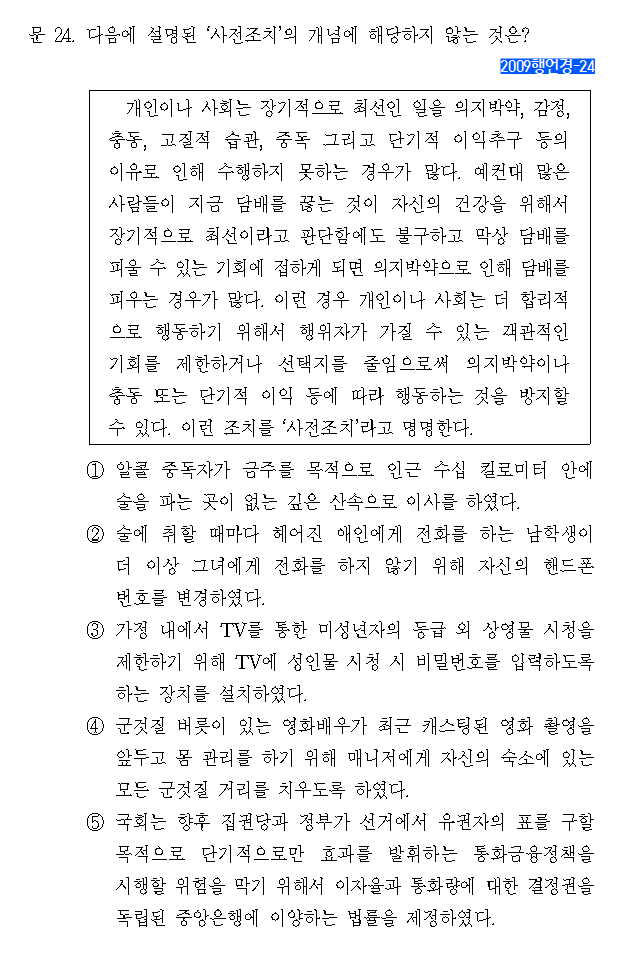 문 24. 다음에 설명된 ‘사전조치’의 개념에 해당하지 않는 것은?
2009행언경-24
개인이나 사회는 장기적으로 최선인 일을 의지박약, 감정,
충동, 고질적 습관, 중독 그리고 단기적 이익추구 등의
이유로 인해 수행하지 못하는 경우가 많다. 예컨대 많은
사람들이 지금 담배를 끊는 것이 자신의 건강을 위해서
장기적으로 최선이라고 판단함에도 불구하고 막상 담배를
피울 수 있는 기회에 접하게 되면 의지박약으로 인해 담배를
피우는 경우가 많다. 이런 경우 개인이나 사회는 더 합리적
으로 행동하기 위해서 행위자가 가질 수 있는 객관적인
기회를 제한하거나 선택지를 줄임으로써 의지박약이나
충동 또는 단기적 이익 등에 따라 행동하는 것을 방지할
수 있다. 이런 조치를 ‘사전조치’라고 명명한다.
① 알콜 중독자가 금주를 목적으로 인근 수십 킬로미터 안에
술을 파는 곳이 없는 깊은 산속으로 이사를 하였다.
② 술에 취할 때마다 헤어진 애인에게 전화를 하는 남학생이
더 이상 그녀에게 전화를 하지 않기 위해 자신의 핸드폰
번호를 변경하였다.
③ 가정 내에서 TV를 통한 미성년자의 등급 외 상영물 시청을
제한하기 위해 TV에 성인물 시청 시 비밀번호를 입력하도록
하는 장치를 설치하였다.
④ 군것질 버릇이 있는 영화배우가 최근 캐스팅된 영화 촬영을
앞두고 몸 관리를 하기 위해 매니저에게 자신의 숙소에 있는
모든 군것질 거리를 치우도록 하였다.
⑤ 국회는 향후 집권당과 정부가 선거에서 유권자의 표를 구할
목적으로 단기적으로만 효과를 발휘하는 통화금융정책을
시행할 위험을 막기 위해서 이자율과 통화량에 대한 결정권을
독립된 중앙은행에 이양하는 법률을 제정하였다.